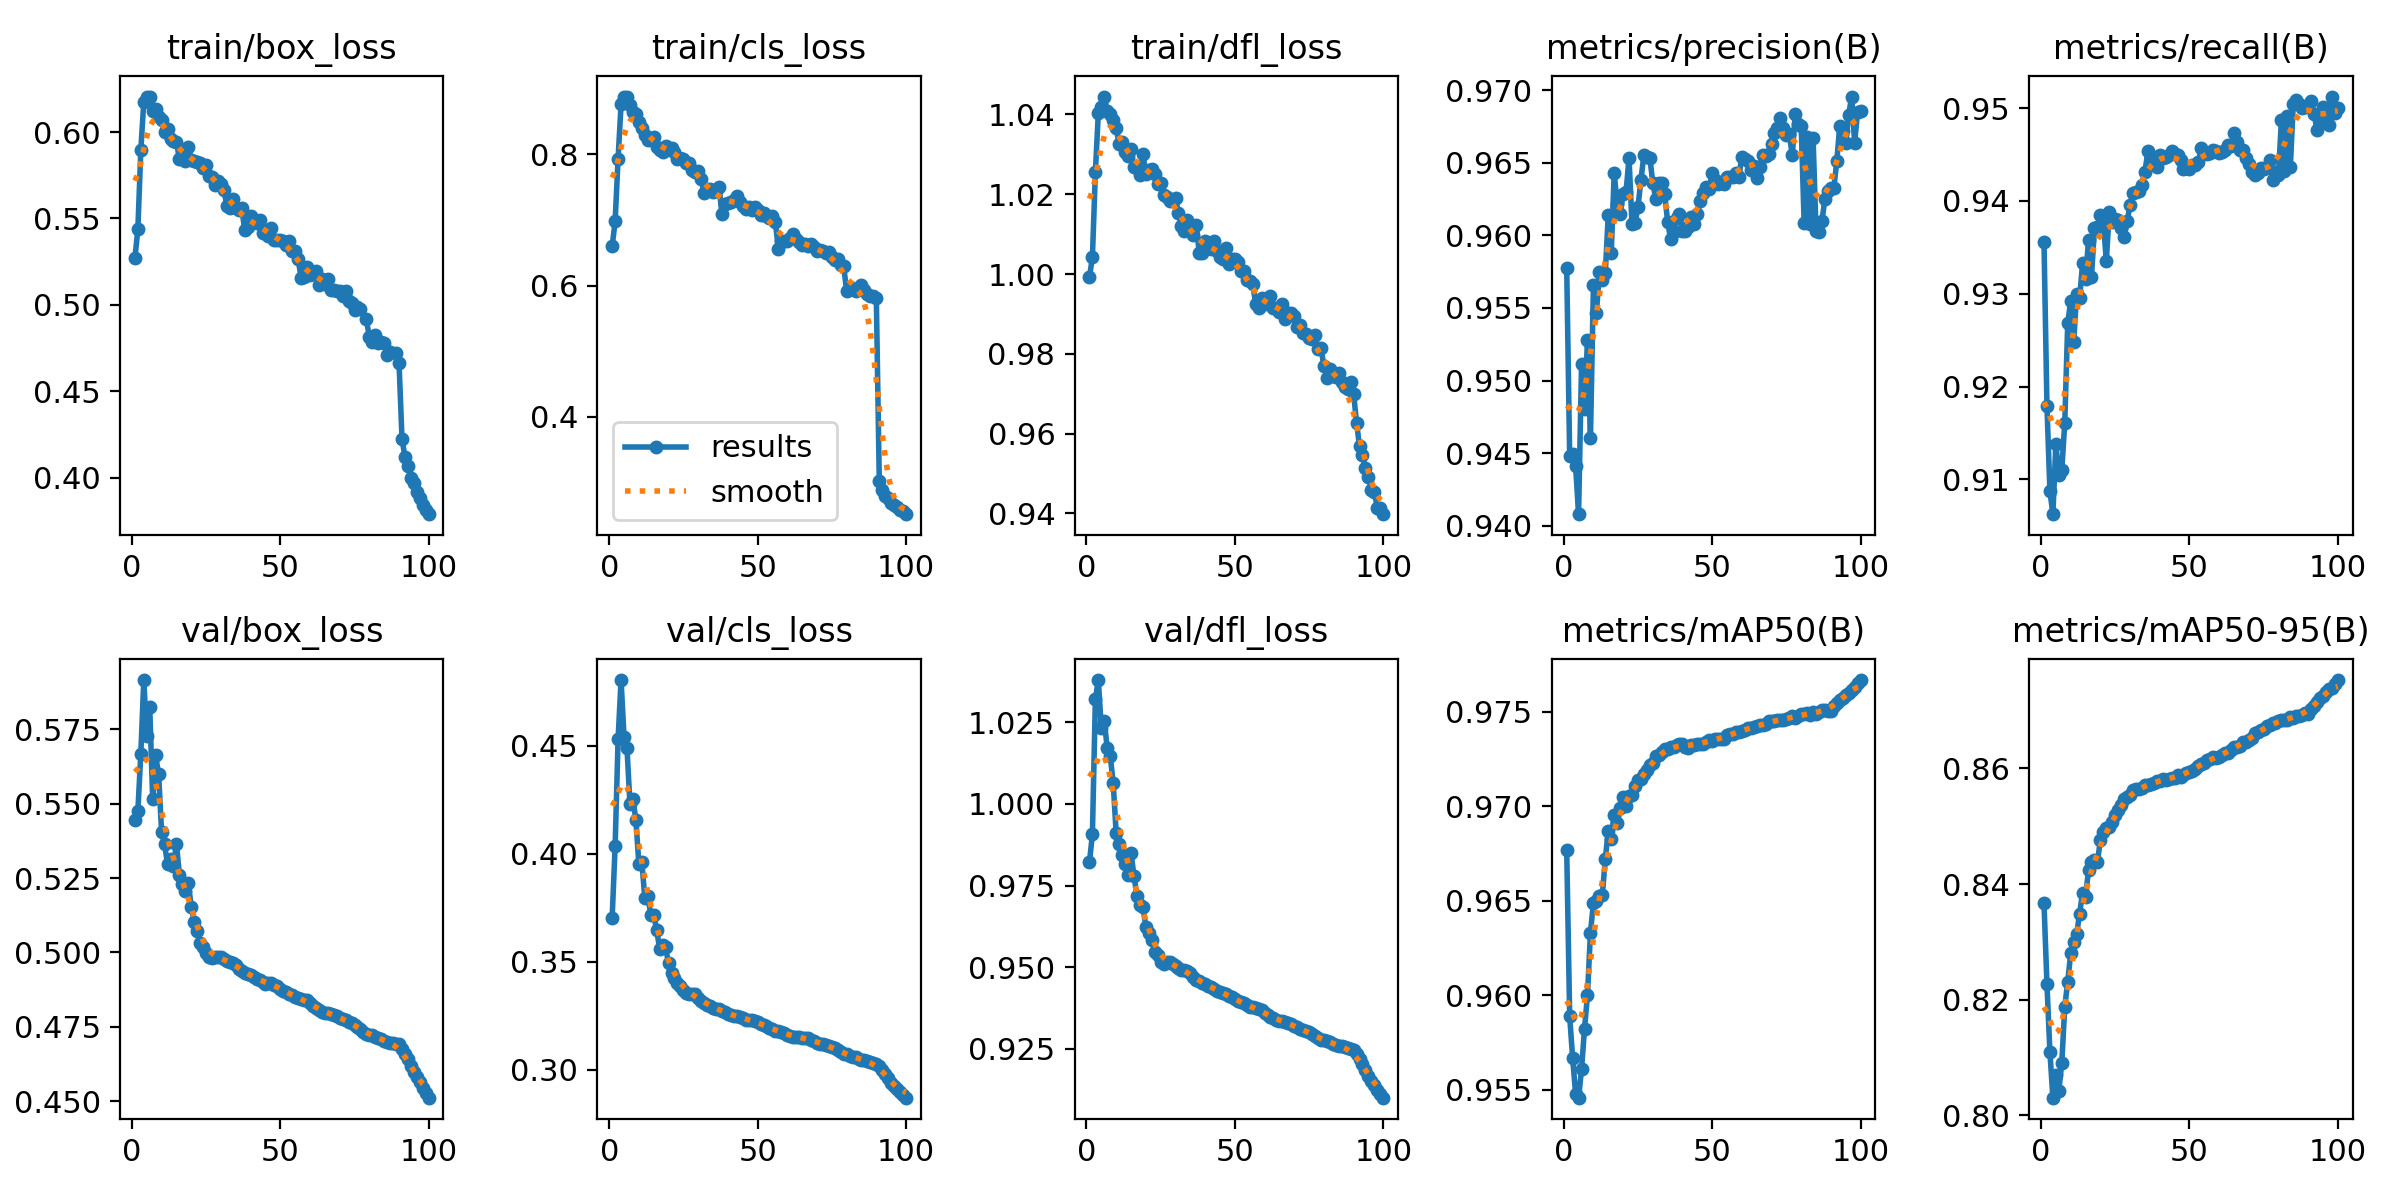 train/box_loss
0.60
0.55
0.50
0.45
0.40
0 50 100
train/cls_loss
0.8
0.6
0.4
results
smooth
0 50 100
train/dfl_loss
1.04
1.02
1.00
0.98
0.96
0.94
0 50 100
metrics/precision(B)
0.970
0.965
0.960
0.955
0.950
0.945
0.940
0 50 100
metrics/recall(B)
0.95
0.94
0.93
0.92
0.91
0 50 100
val/box_loss
0.575
0.550
0.525
0.500
0.475
0.450
0 50 100
val/cls_loss
0.45
0.40
0.35
0.30
0 50 100
val/dfl_loss
1.025
1.000
0.975
0.950
0.925
0 50 100
metrics/mAP50(B)
0.975
0.970
0.965
0.960
0.955
0 50 100
metrics/mAP50-95(B)
0.86
0.84
0.82
0.80
0 50 100